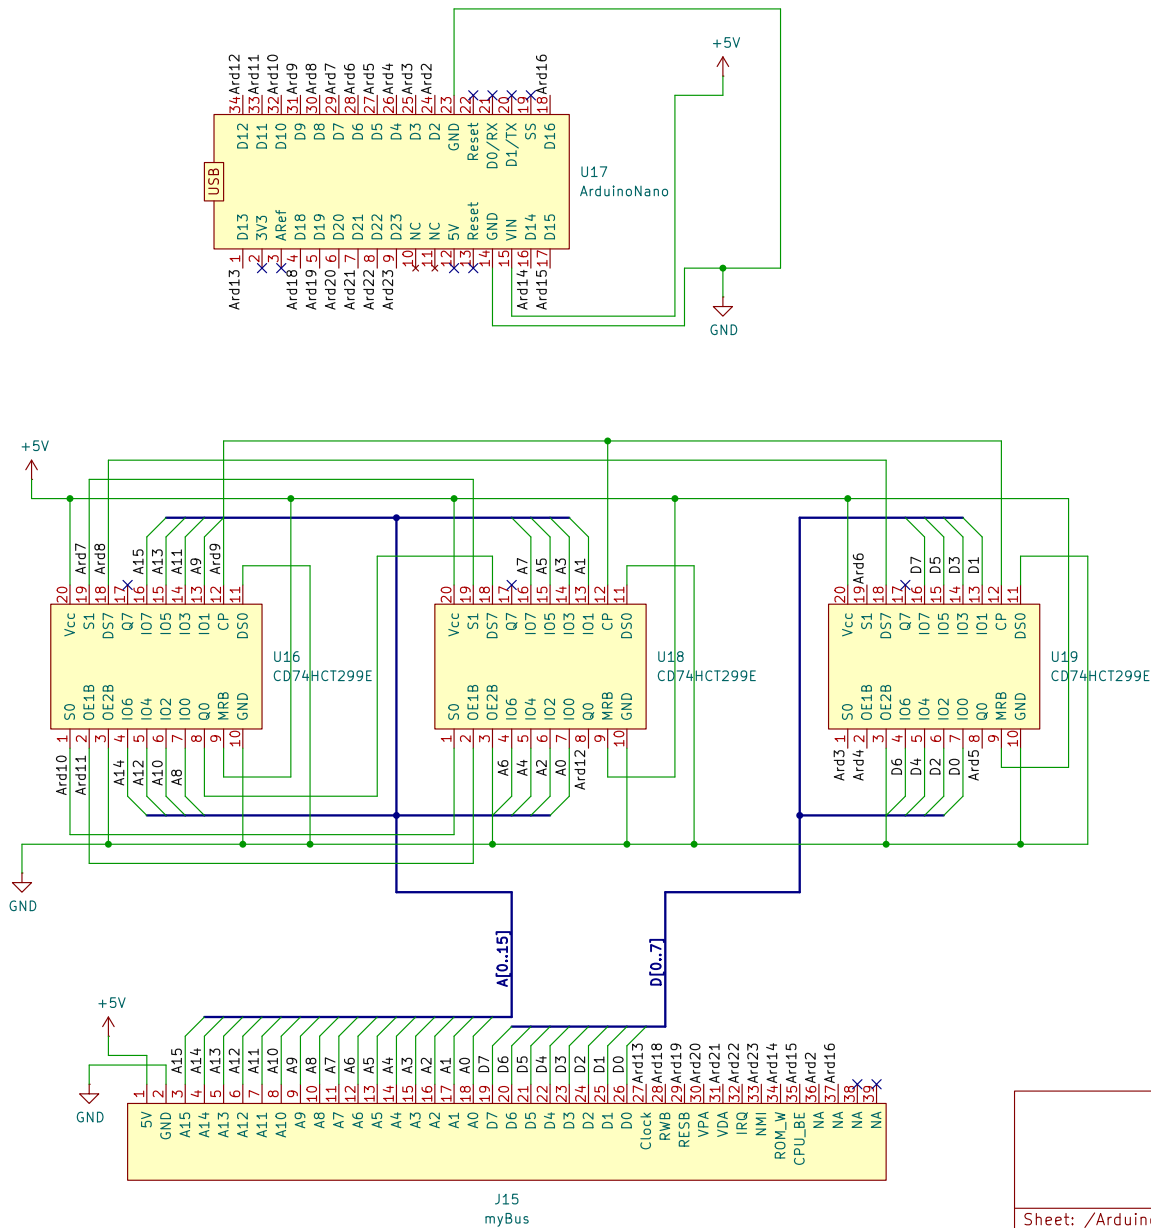 +5V
Ard12 Ard11 Ard10 Ard9 Ard8 Ard7 Ard6 Ard5 Ard4 Ard3 Ard2 Ard16
34 33 32 31 30 29 28 27 26 25 24 23 22 21 20 19 18
D12 D11 D10 D9 D8 D7 D6 D5 D4 D3 D2 GND Reset D0/RX D1/TX SS D16
USB
U17
ArduinoNano
D13 3V3 ARef D18 D19 D20 D21 D22 D23 NC NC 5V Reset GND VIN D14 D15
1 2 3 4 5 6 7 8 9 10 11 12 13 14 15 16 17
Ard13 Ard18 Ard19 Ard20 Ard21 Ard22 Ard23 Ard14 Ard15
GND
+5V
Ard7 Ard8 A15 A13 A11 A9 Ard9
20 19 18 17 16 15 14 13 12 11
Vcc S1 DS7 Q7 IO7 IO5 IO3 IO1 CP DS0
U16
CD74HCT299E
S0 OE1B OE2B IO6 IO4 IO2 IO0 Q0 MRB GND
1 2 3 4 5 6 7 8 9 10
Ard10 Ard11 A14 A12 A10 A8
A7 A5 A3 A1
20 19 18 17 16 15 14 13 12 11
Vcc S1 DS7 Q7 IO7 IO5 IO3 IO1 CP DS0
U18
CD74HCT299E
S0 OE1B OE2B IO6 IO4 IO2 IO0 Q0 MRB GND
1 2 3 4 5 6 7 8 9 10
A6 A4 A2 A0 Ard12
Ard6 D7 D5 D3 D1
20 19 18 17 16 15 14 13 12 11
Vcc S1 DS7 Q7 IO7 IO5 IO3 IO1 CP DS0
U19
CD74HCT299E
S0 OE1B OE2B IO6 IO4 IO2 IO0 Q0 MRB GND
1 2 3 4 5 6 7 8 9 10
Ard3 Ard4 D6 D4 D2 D0 Ard5
GND
A[0..15]
D[0..7]
+5V
GND
A15 A14 A13 A12 A11 A10 A9 A8 A7 A6 A5 A4 A3 A2 A1 A0 D7 D6 D5 D4 D3 D2 D1 D0 Ard13 Ard18 Ard19 Ard20 Ard21 Ard22 Ard23 Ard14 Ard15 Ard2 Ard16
1 2 3 4 5 6 7 8 9 10 11 12 13 14 15 16 17 18 19 20 21 22 23 24 25 26 27 28 29 30 31 32 33 34 35 36 37 38 39
5V GND A15 A14 A13 A12 A11 A10 A9 A8 A7 A6 A5 A4 A3 A2 A1 A0 D7 D6 D5 D4 D3 D2 D1 D0 Clock RWB RESB VPA VDA IRQ NMI ROM_W CPU_BE NA NA NA NA
J15
myBus
Sheet: /Arduin